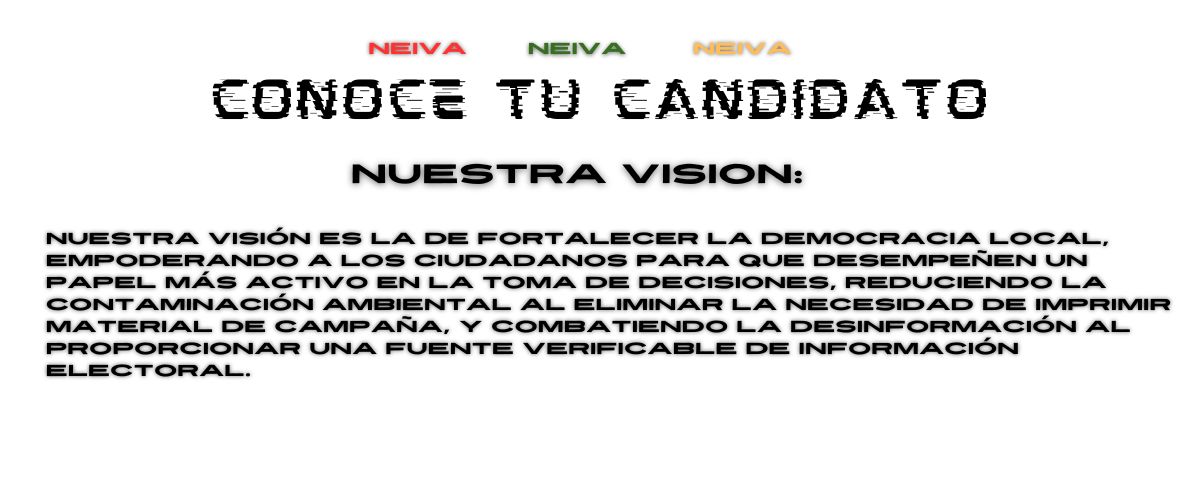 NEIVA NEIVA NEIVA
CONOCE TU CANDIDATO
NUESTRA VISION:
NUESTRA VISIÓN ES LA DE FORTALECER LA DEMOCRACIA LOCAL,
EMPODERANDO A LOS CIUDADANOS PARA QUE DESEMPEÑEN UN
PAPEL MÁS ACTIVO EN LA TOMA DE DECISIONES, REDUCIENDO LA
CONTAMINACIÓN AMBIENTAL AL ELIMINAR LA NECESIDAD DE IMPRIMIR
MATERIAL DE CAMPAÑA, Y COMBATIENDO LA DESINFORMACIÓN AL
PROPORCIONAR UNA FUENTE VERIFICABLE DE INFORMACIÓN
ELECTORAL.